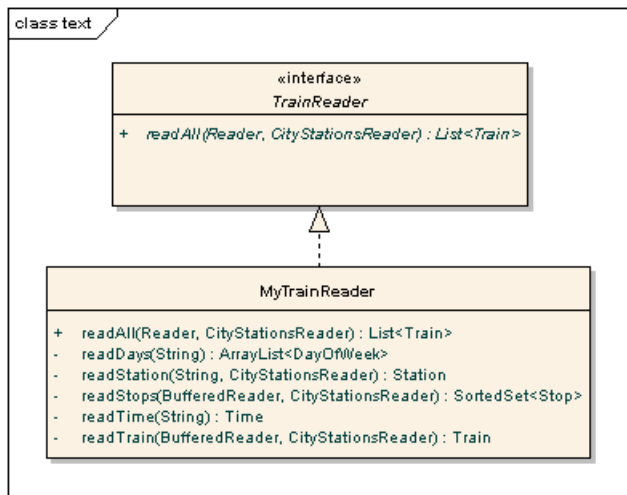 class text
«interface»
TrainReader
+ readAll(Reader, CityStationsReader) : List<Train>
MyTrainReader
+ readAll(Reader, CityStationsReader) : List<Train>
- readDays(String) : ArrayList<DayOfWeek>
- readStation(String, CityStationsReader) : Station
- readStops(BufferedReader, CityStationsReader) : SortedSet<Stop>
- readTime(String) : Time
- readTrain(BufferedReader, CityStationsReader) : Train